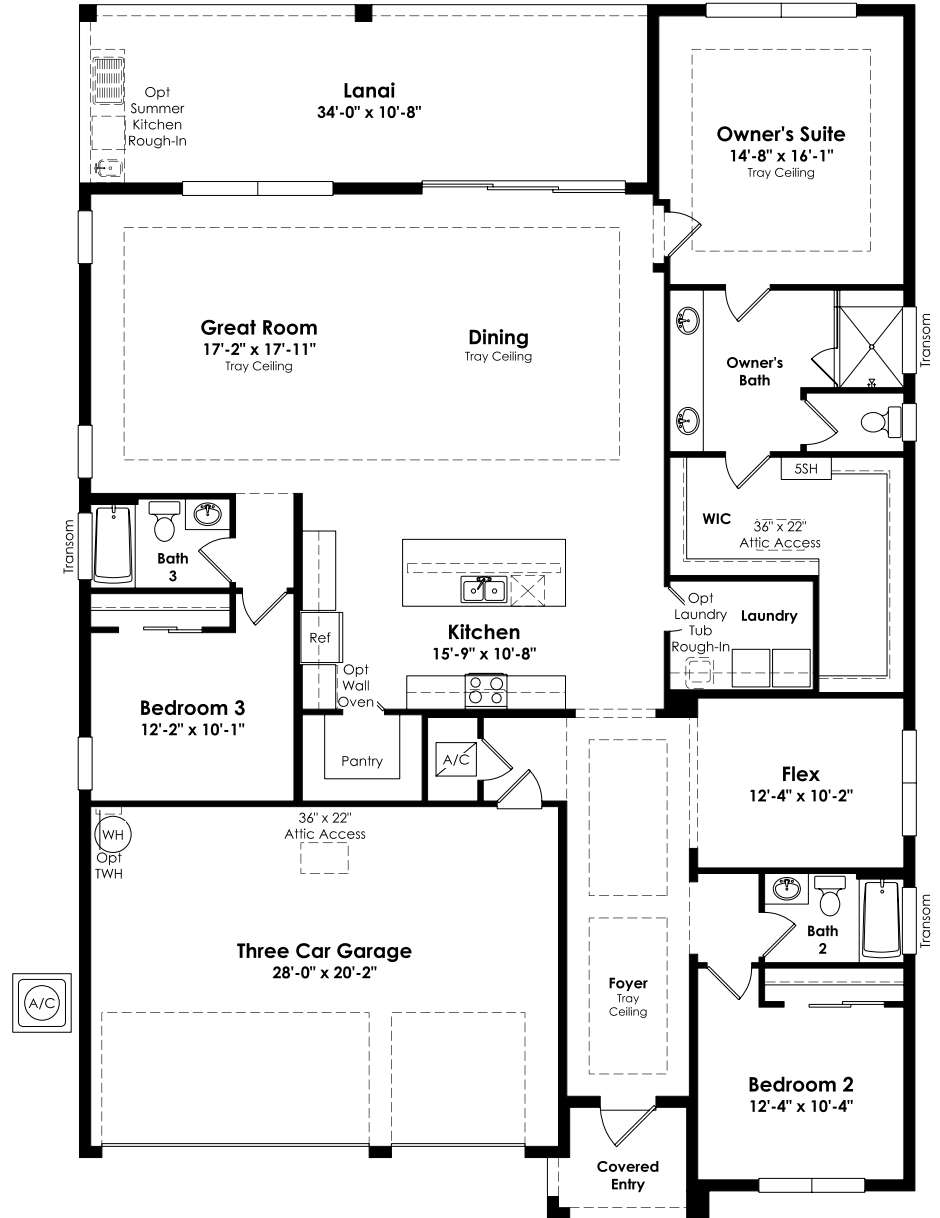 Lanai
34'-0" x 10'-8"
Opt
Summer
Kitchen
Rough-In
Owner's Suite
14'-8" x 16'-1"
Tray Ceiling
Great Room
17'-2" x 17'-11"
Tray Ceiling
Dining
Tray Ceiling
Owner's
Bath
Transom
5SH
WIC
36" x 22"
Attic Access
Transom
Bath
3
Opt
Laundry
Tub
Rough-In
Laundry
Ref
Kitchen
15'-9" x 10'-8"
Opt
Wall
Oven
Bedroom 3
12'-2" x 10'-1"
Pantry
A/C
Flex
12'-4" x 10'-2"
WH
Opt
TWH
36" x 22"
Attic Access
Three Car Garage
28'-0" x 20'-2"
A/C
Bath
2
Transom
Foyer
Tray
Ceiling
Bedroom 2
12'-4" x 10'-4"
Covered
Entry